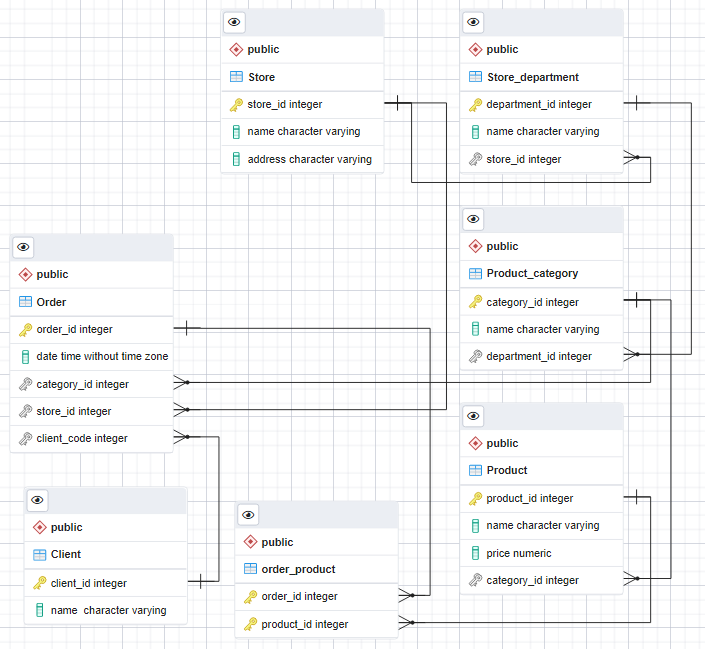 public
Store
store_id integer
name character varying
address character varying
public
Store_department
department_id integer
name character varying
store_id integer
public
Order
order_id integer
date time without time zone
category_id integer
store_id integer
client_code integer
public
Product_category
category_id integer
name character varying
department_id integer
public
Product
product_id integer
name character varying
price numeric
category_id integer
public
Client
client_id integer
name character varying
public
order_product
order_id integer
product_id integer